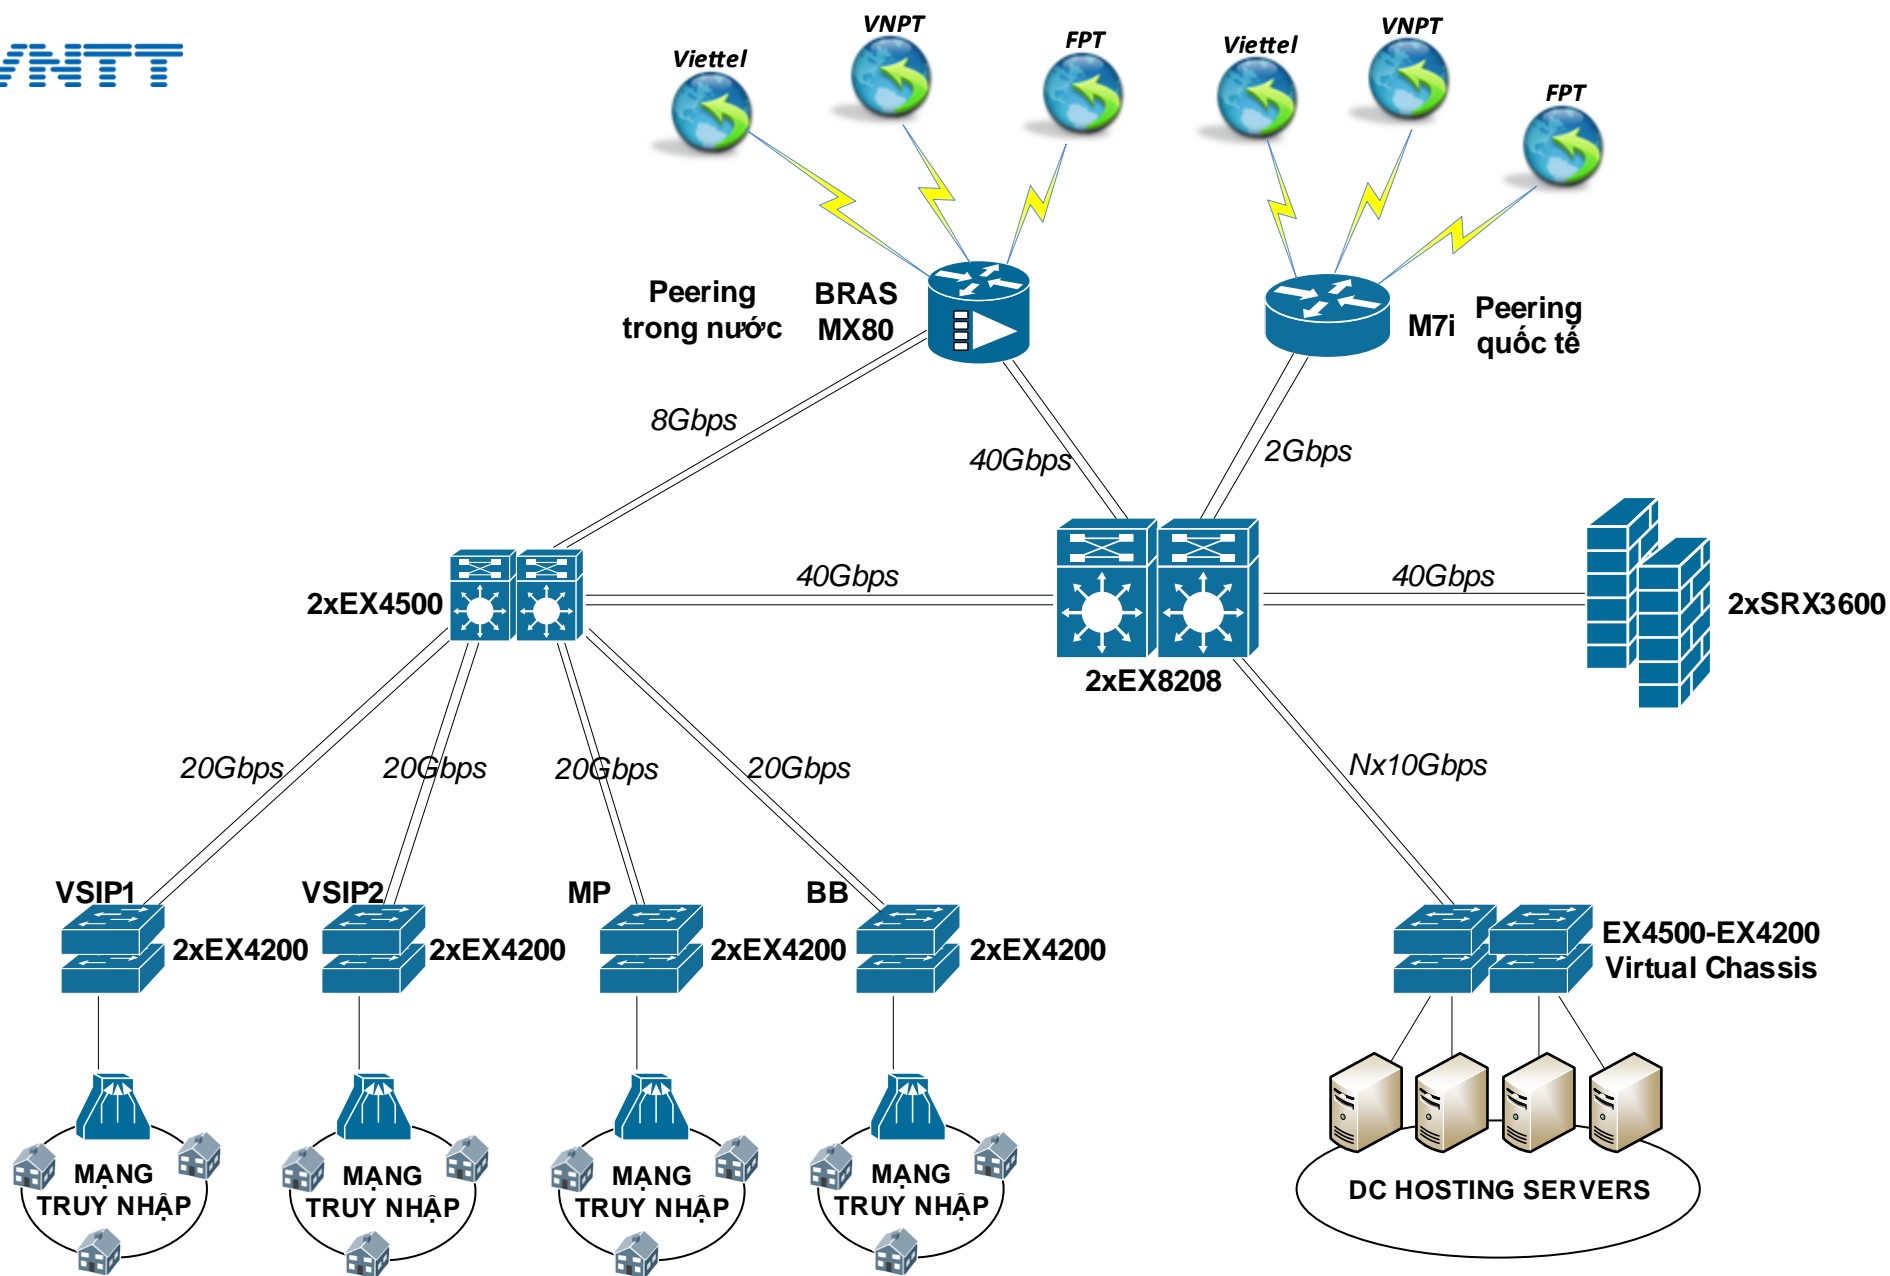 VNTT
Viettel
VNPT
FPT
Viettel
VNPT
FPT
Peering
trong nước
BRAS
MX80
M7i
Peering
quốc tế
8Gbps
40Gbps
2Gbps
2xEX4500
40Gbps
2xEX8208
40Gbps
2xSRX3600
20Gbps
20Gbps
20Gbps
20Gbps
Nx10Gbps
VSIP1
2xEX4200
VSIP2
2xEX4200
MP
2xEX4200
BB
2xEX4200
EX4500-EX4200
Virtual Chassis
MẠNG
TRUY NHẬP
MẠNG
TRUY NHẬP
MẠNG
TRUY NHẬP
MẠNG
TRUY NHẬP
DC HOSTING SERVERS